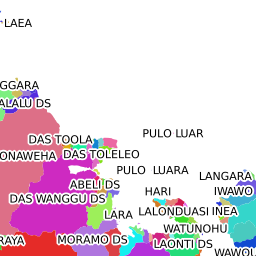 LAEA
GGARA
ALALU DS
PULO LUAR
DAS TOOLA
ONAWEHA
DAS TOLELEO
PULO LUARA
LANGARA
ABELI DS
HARI
IWAWO
DAS WANGGU DS
LARA
LALONDUASI
INEA
WATUNOHU
RAYA
MORAMO DS
LAONTI DS
WAWOU